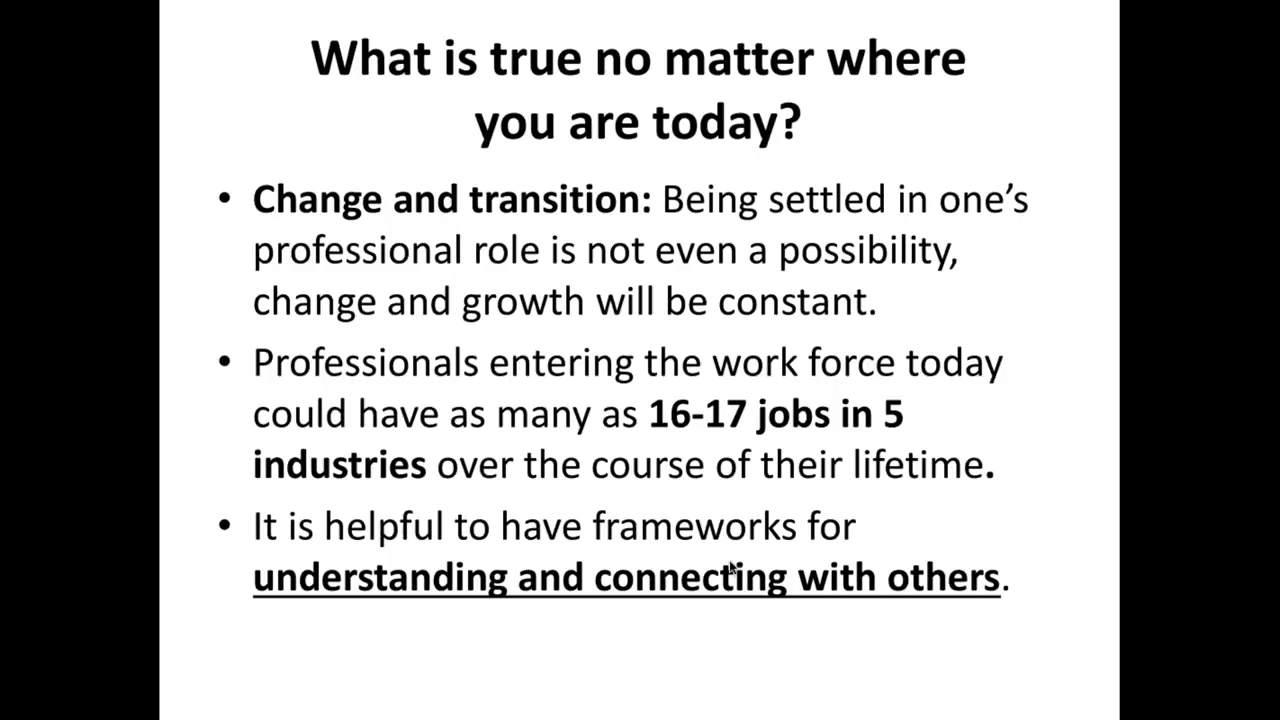 What is true no matter where
you are today?
• Change and transition: Being settled in one’s
professional role is not even a possibility,
change and growth will be constant.
• Professionals entering the work force today
could have as many as 16-17 jobs in 5
industries over the course of their lifetime.
• It is helpful to have frameworks for
understanding and connecting with others.